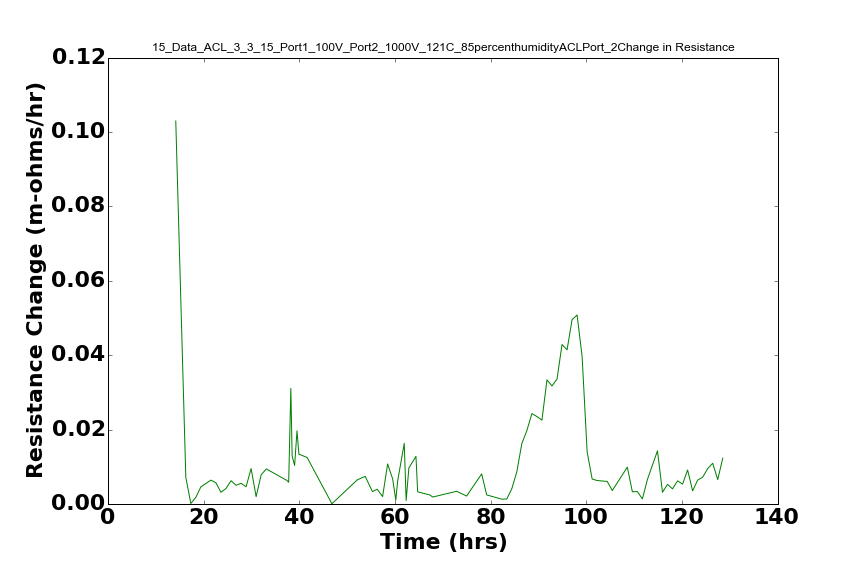 15_Data_ACL_3_3_15_Port1_100V_Port2_1000V_121C_85percenthumidityACLPort_2Change in Resistance
0.12
0.10
0.08
0.06
0.04
0.02
0.00
Resistance Change (m-ohms/hr)
0 20 40 60 80 100 120 140
Time (hrs)